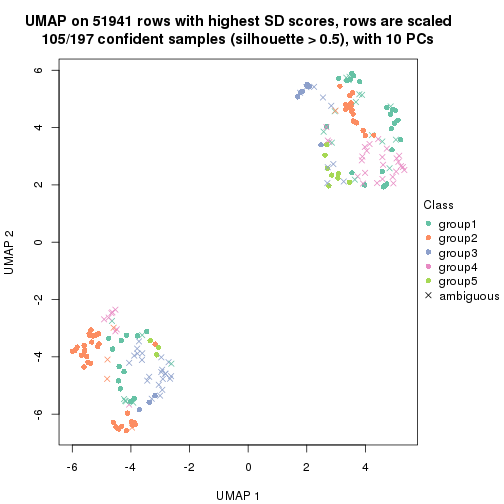 UMAP on 51941 rows with highest SD scores, rows are scaled
105/197 confident samples (silhouette > 0.5), with 10 PCs
6
4
2
0
-2
-4
-6
UMAP 2
-6
-4
-2
0
2
4
UMAP 1
Class
group1
group2
group3
group4
group5
ambiguous